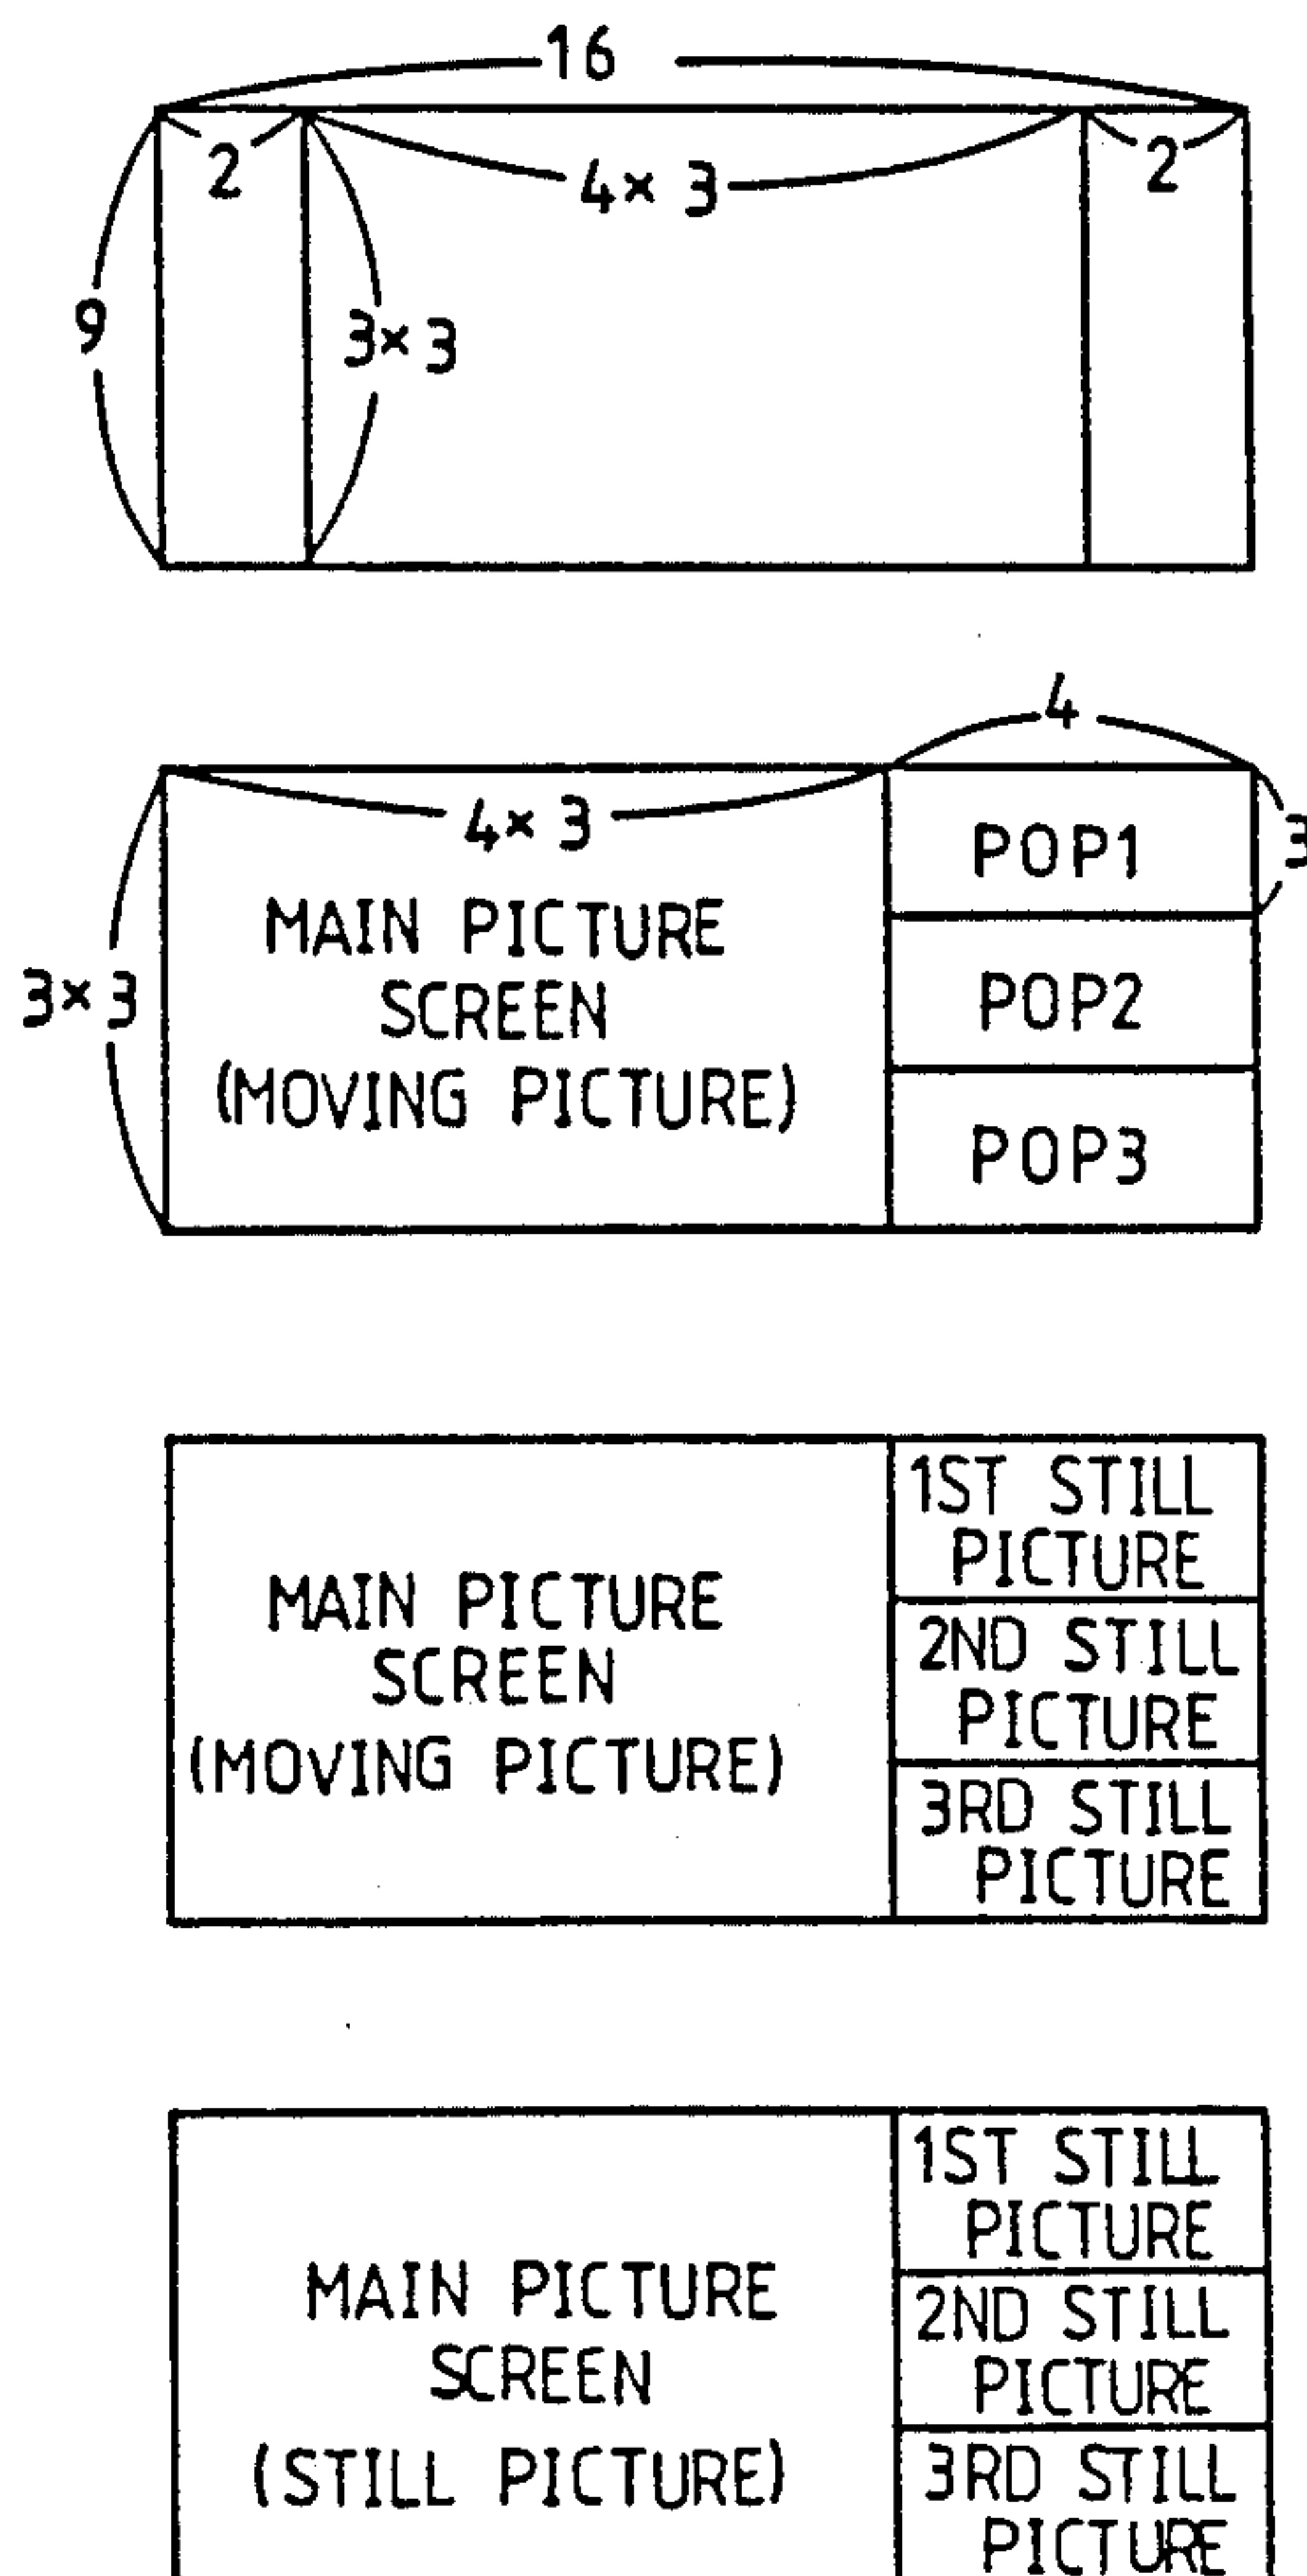 16
2
4×3
2
9
3×3
4
4×3
3
POP1
MAIN PICTURE
SCREEN
(MOVING PICTURE)
3×3
POP2
POP3
MAIN PICTURE
SCREEN
(MOVING PICTURE)
1ST STILL
PICTURE
2ND STILL
PICTURE
3RD STILL
PICTURE
MAIN PICTURE
SCREEN
(STILL PICTURE)
1ST STILL
PICTURE
2ND STILL
PICTURE
3RD STILL
PICTURE